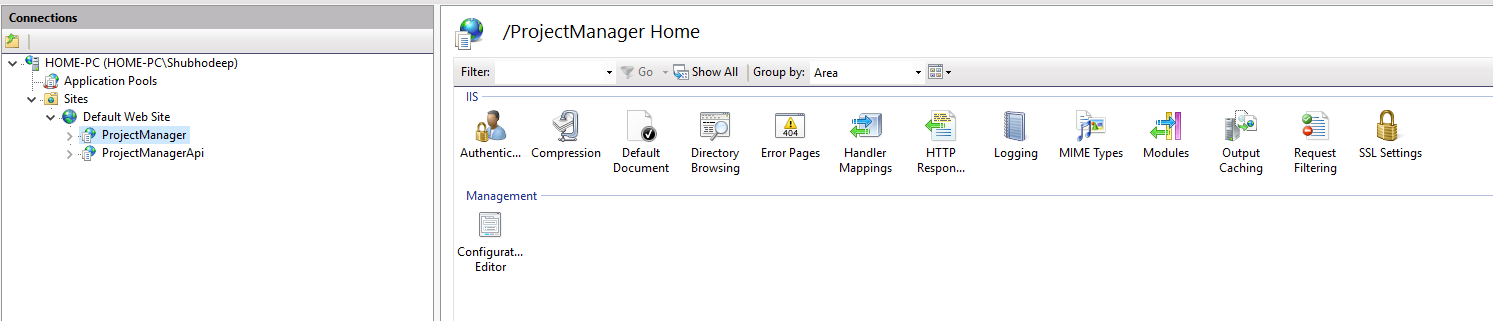 Connections
HOME-PC (HOME-PC\Shubhodeep)
Application Pools
Sites
Default Web Site
ProjectManager
ProjectManagerApi
/ProjectManager Home
Filter: Go Show All Group by: Area
IIS
Authentic... Compression Default Document Directory Browsing Error Pages Handler Mappings HTTP Respon... Logging MIME Types Modules Output Caching Request Filtering SSL Settings
404
Management
Configurat...
Editor